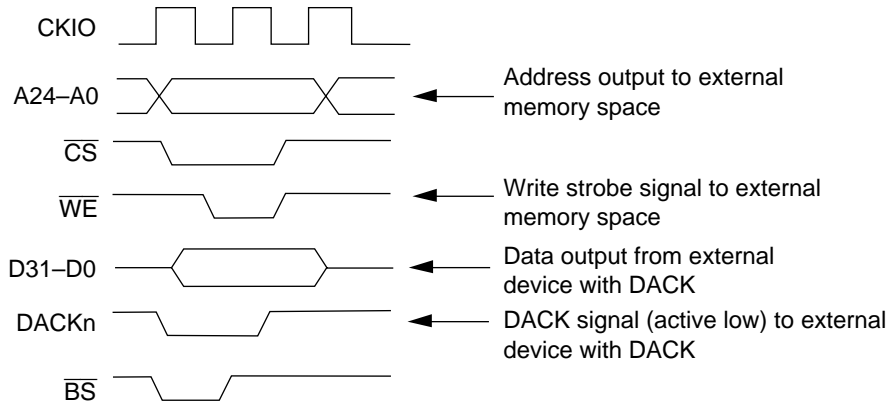 CKIO
A24–A0
Address output to external
memory space
CS
WE
Write strobe signal to external
memory space
D31–D0
Data output from external
device with DACK
DACKn
DACK signal (active low) to external
device with DACK
BS